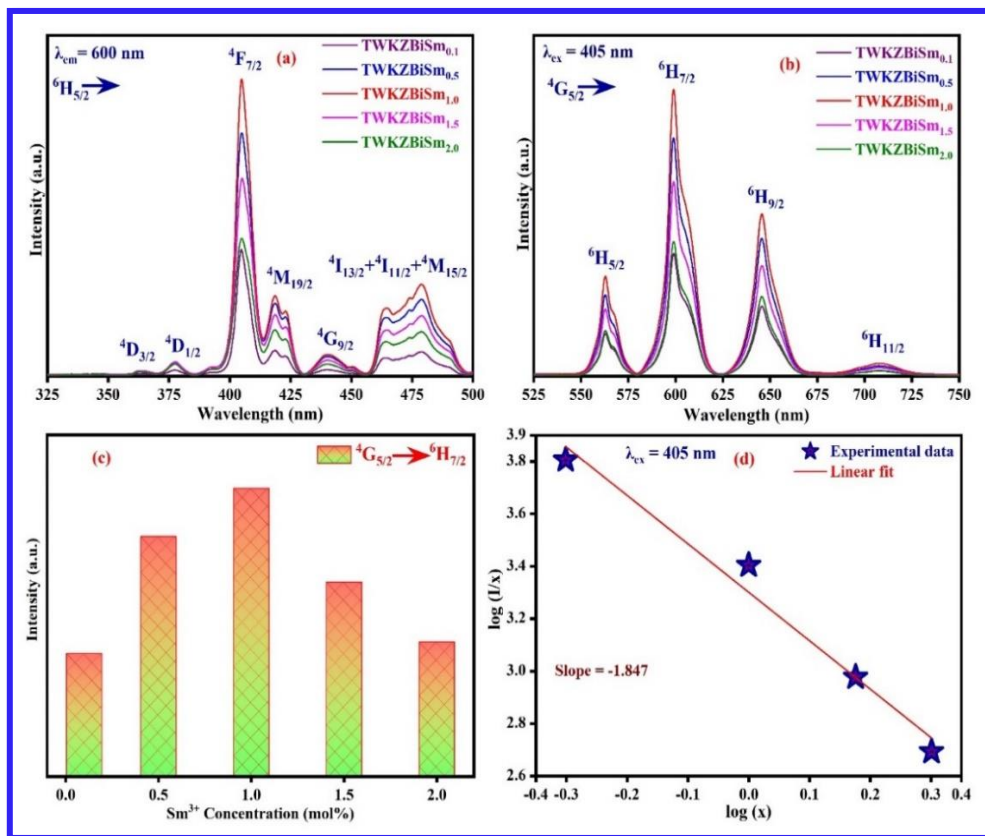 λem = 600 nm
⁶H5/2
⁴F7/2
(a)
TWKZBiSm0.1
TWKZBiSm0.5
TWKZBiSm1.0
TWKZBiSm1.5
TWKZBiSm2.0
⁴D3/2
⁴D1/2
⁴M19/2
⁴G9/2
⁴I13/2+⁴I11/2+⁴M15/2
Intensity (a.u.)
325 350 375 400 425 450 475 500
Wavelength (nm)
λex = 405 nm
⁴G5/2
⁶H7/2
(b)
TWKZBiSm0.1
TWKZBiSm0.5
TWKZBiSm1.0
TWKZBiSm1.5
TWKZBiSm2.0
⁶H5/2
⁶H9/2
⁶H11/2
Intensity (a.u.)
525 550 575 600 625 650 675 700 725 750
Wavelength (nm)
(c)
⁴G5/2 ⁶H7/2
Intensity (a.u.)
0.0 0.5 1.0 1.5 2.0
Sm³⁺ Concentration (mol%)
λex = 405 nm
(d)
Experimental data
Linear fit
Slope = -1.847
log (I/x)
3.9
3.6
3.4
3.2
3.0
2.8
2.6
-0.4 -0.3 -0.2 -0.1 0.0 0.1 0.2 0.3 0.4
log (x)